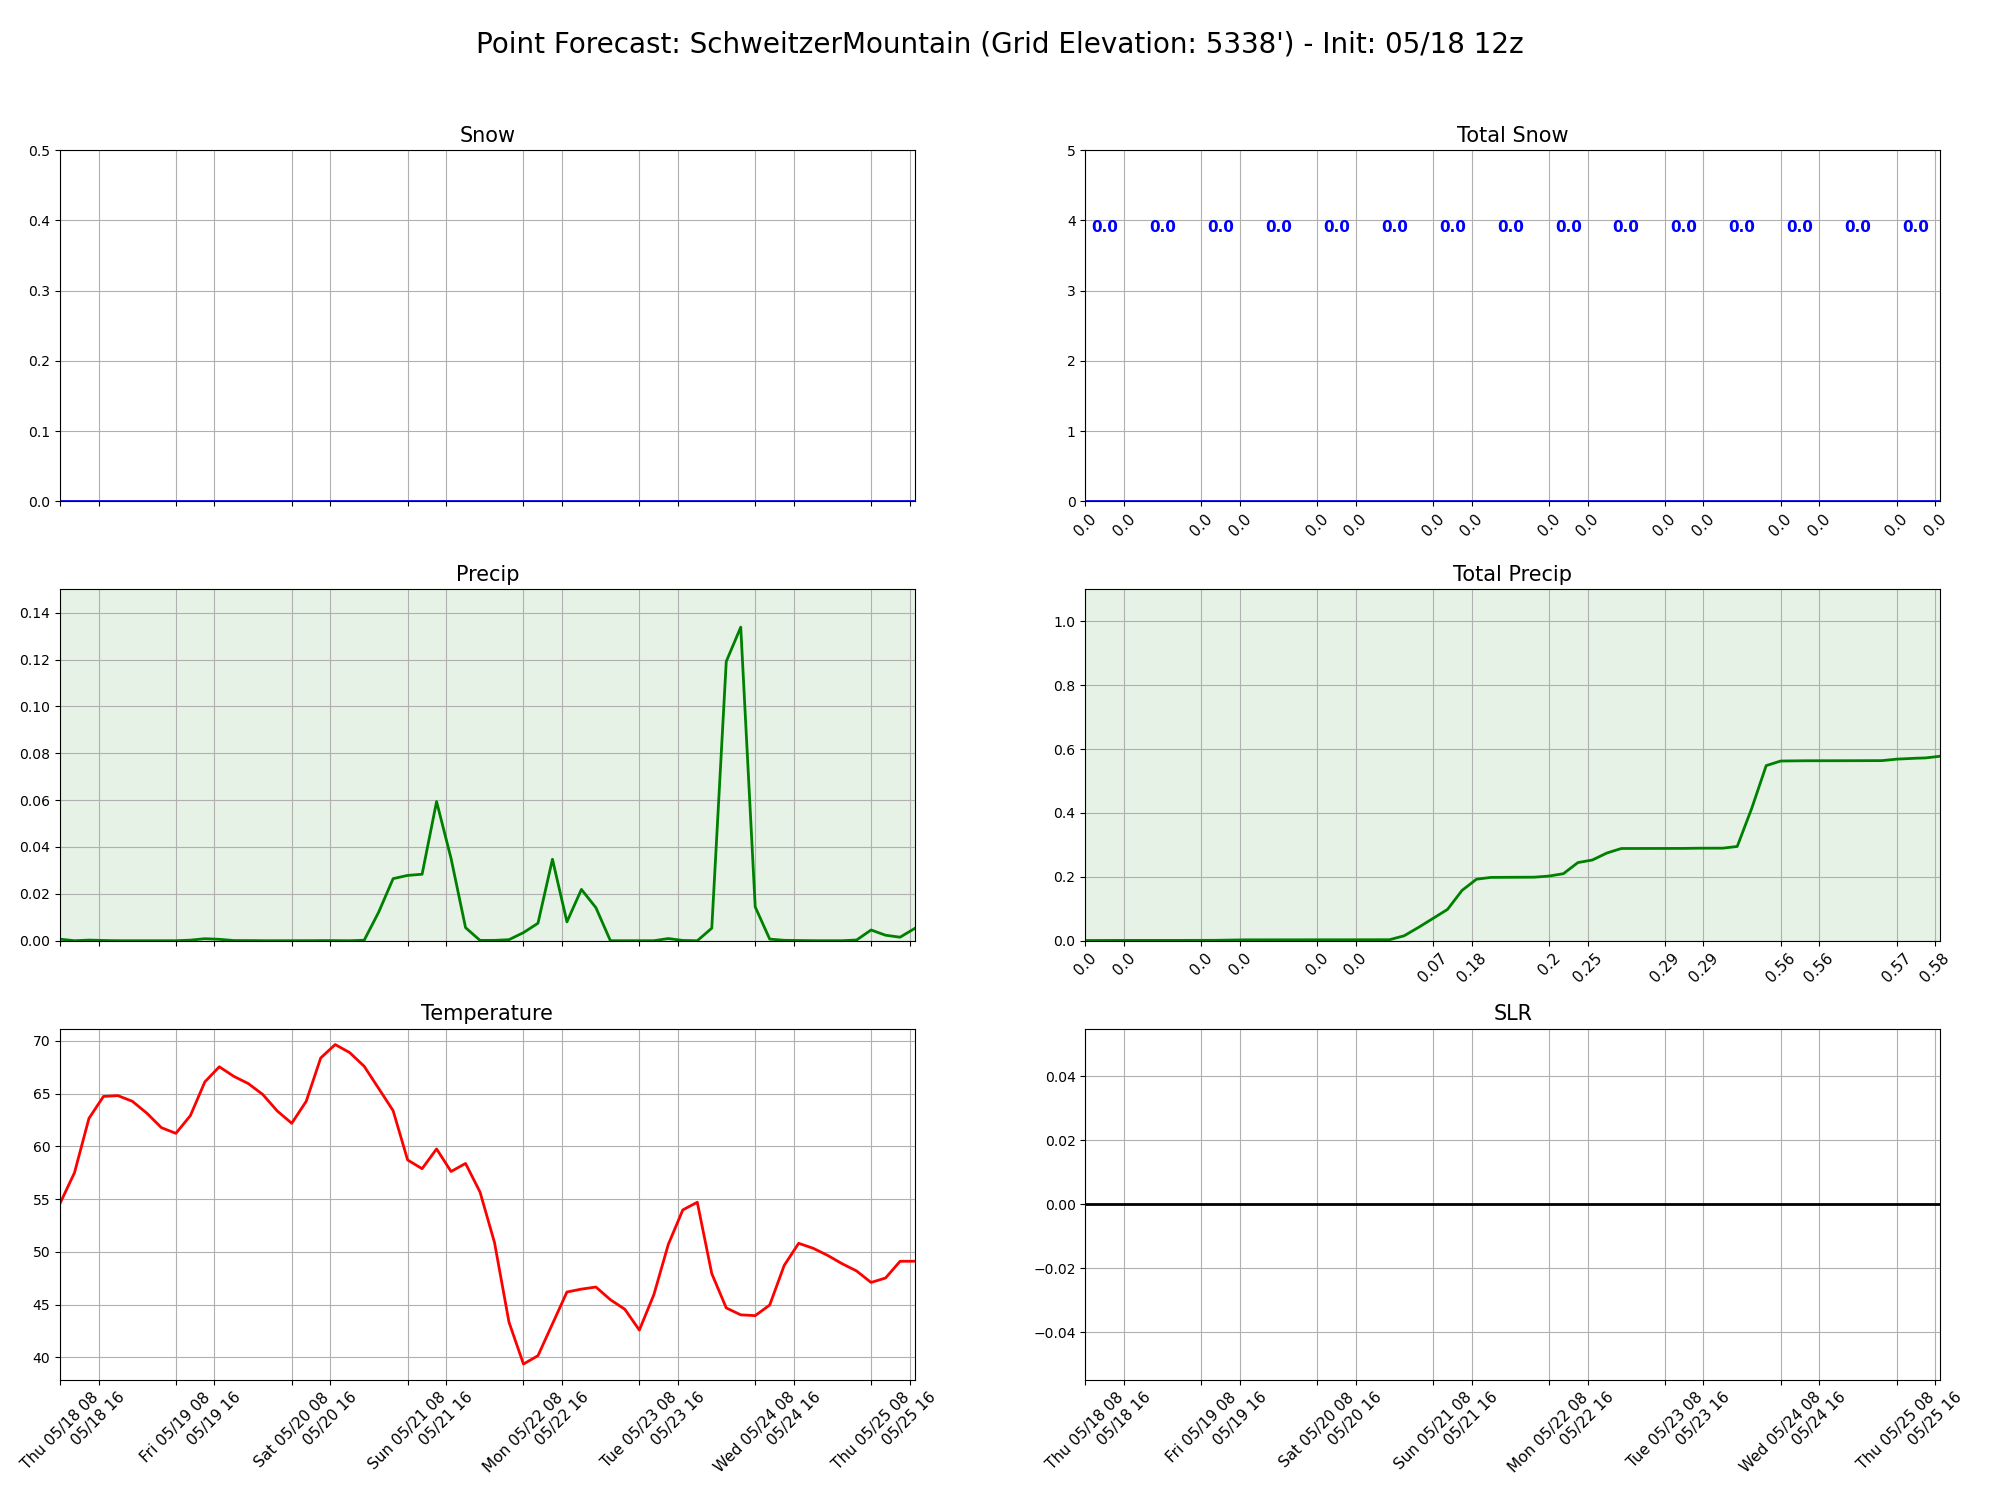 Point Forecast: SchweitzerMountain (Grid Elevation: 5338') - Init: 05/18 12z
Snow
0.5
0.4
0.3
0.2
0.1
0.0
Total Snow
5
4
3
2
1
0
0.0 0.0 0.0 0.0 0.0 0.0 0.0 0.0 0.0 0.0 0.0 0.0 0.0 0.0 0.0
0.0 0.0 0.0 0.0 0.0 0.0 0.0 0.0 0.0 0.0 0.0 0.0 0.0 0.0 0.0 0.0
Precip
0.14
0.12
0.10
0.08
0.06
0.04
0.02
0.00
Total Precip
1.0
0.8
0.6
0.4
0.2
0.0
0.0 0.0 0.0 0.0 0.0 0.0 0.07 0.18 0.2 0.25 0.29 0.29 0.56 0.56 0.57 0.58
Temperature
70
65
60
55
50
45
40
Thu 05/18 08
05/18 16
Fri 05/19 08
05/19 16
Sat 05/20 08
05/20 16
Sun 05/21 08
05/21 16
Mon 05/22 08
05/22 16
Tue 05/23 08
05/23 16
Wed 05/24 08
05/24 16
Thu 05/25 08
05/25 16
SLR
0.04
0.02
0.00
−0.02
−0.04
Thu 05/18 08
05/18 16
Fri 05/19 08
05/19 16
Sat 05/20 08
05/20 16
Sun 05/21 08
05/21 16
Mon 05/22 08
05/22 16
Tue 05/23 08
05/23 16
Wed 05/24 08
05/24 16
Thu 05/25 08
05/25 16